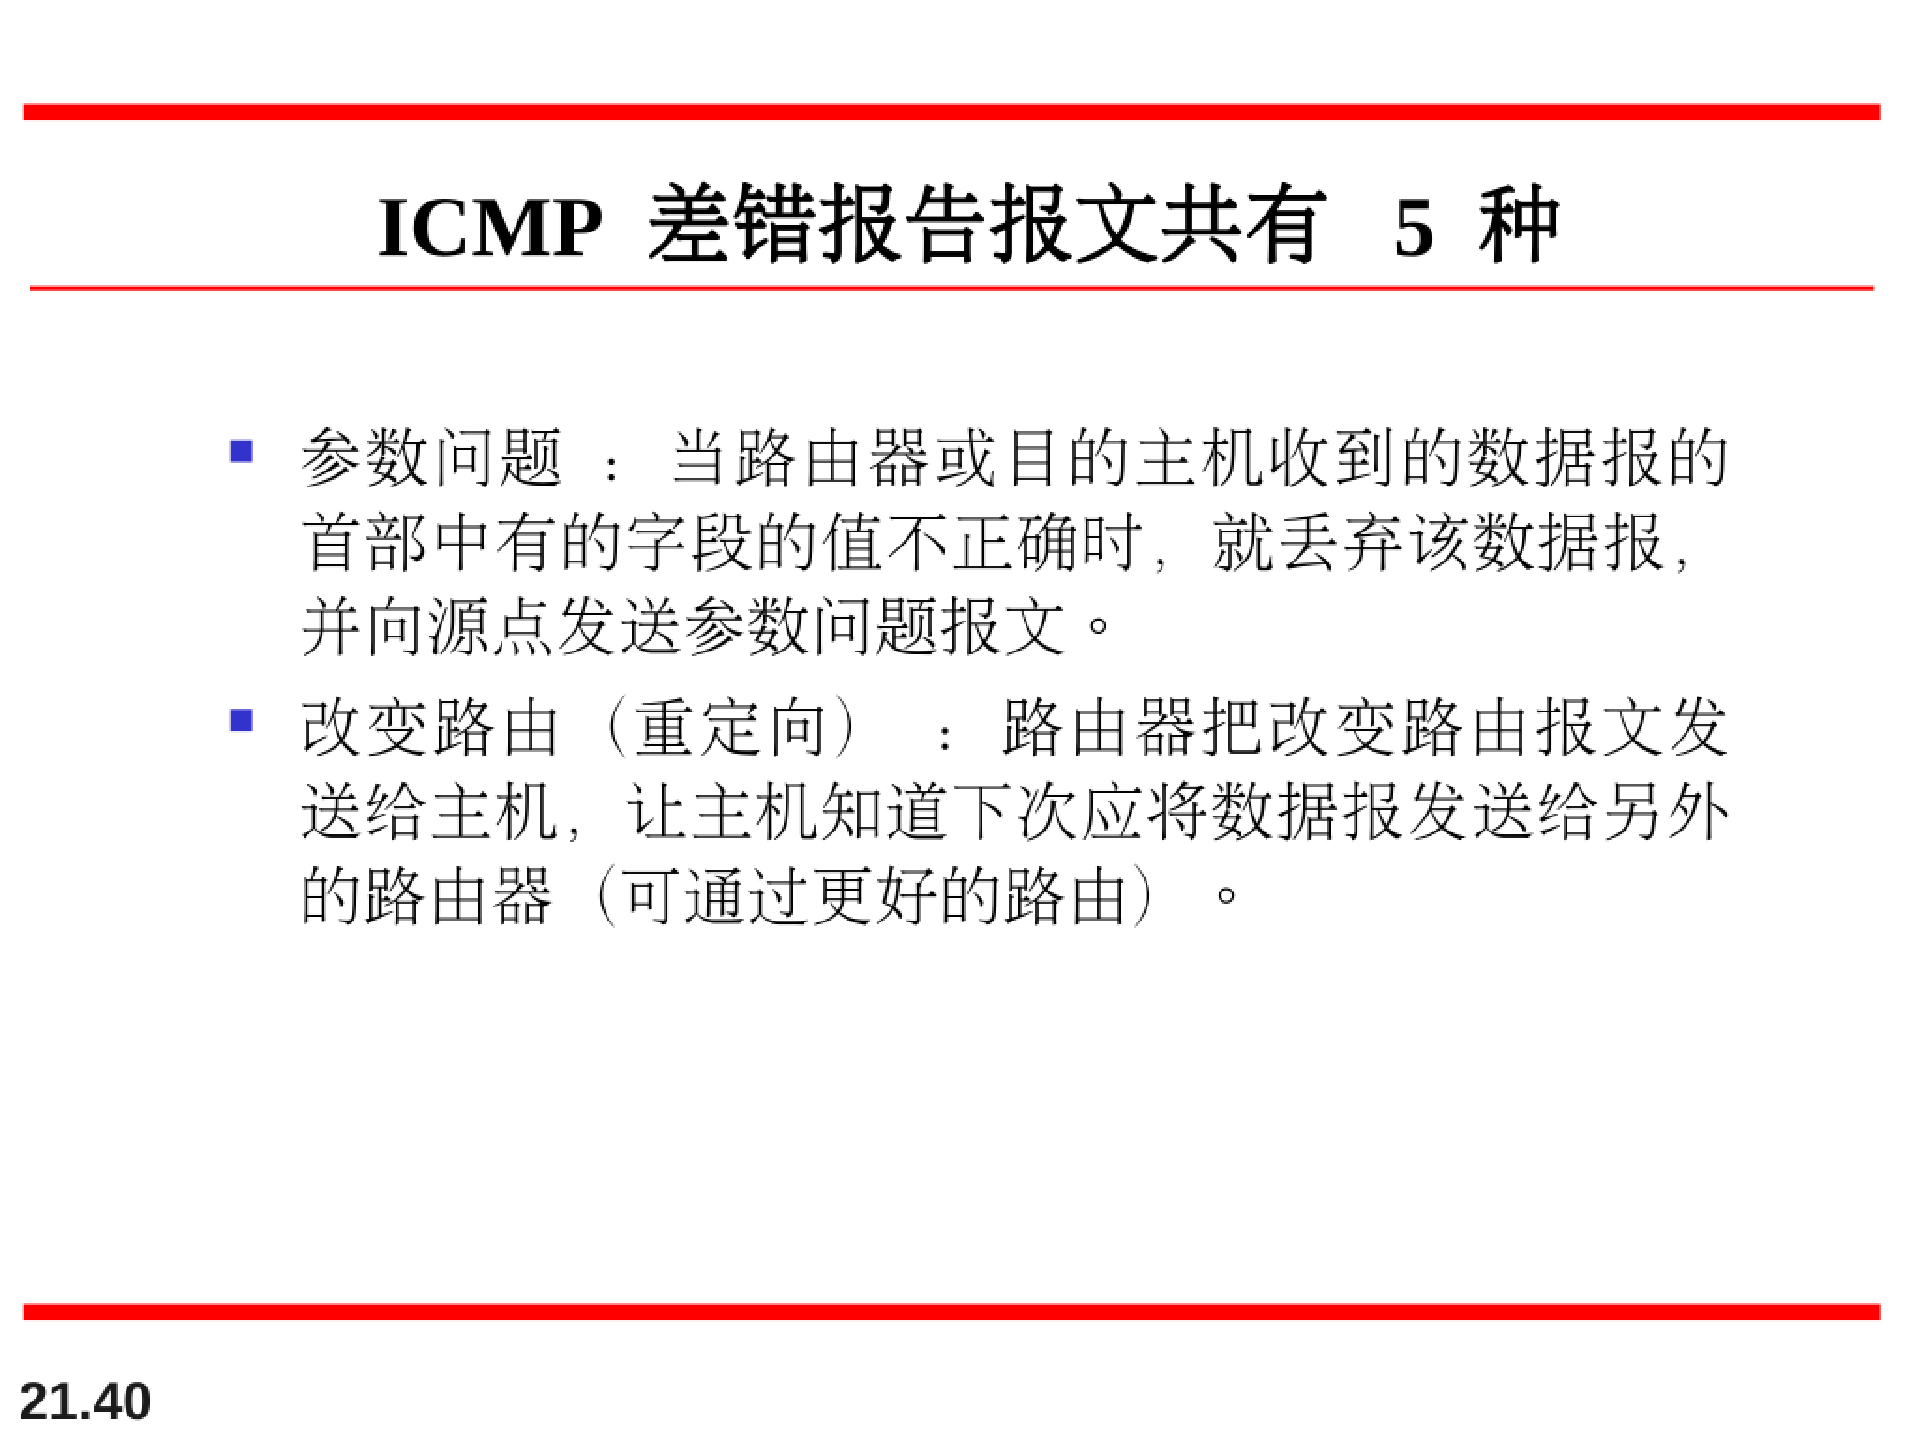 ICMP 差错报告报文共有 5 种
参数问题 ： 当路由器或目的主机收到的数据报的
首部中有的字段的值不正确时，就丢弃该数据报，
并向源点发送参数问题报文。
改变路由（重定向） ：路由器把改变路由报文发
送给主机，让主机知道下次应将数据报发送给另外
的路由器（可通过更好的路由） 。
21.40